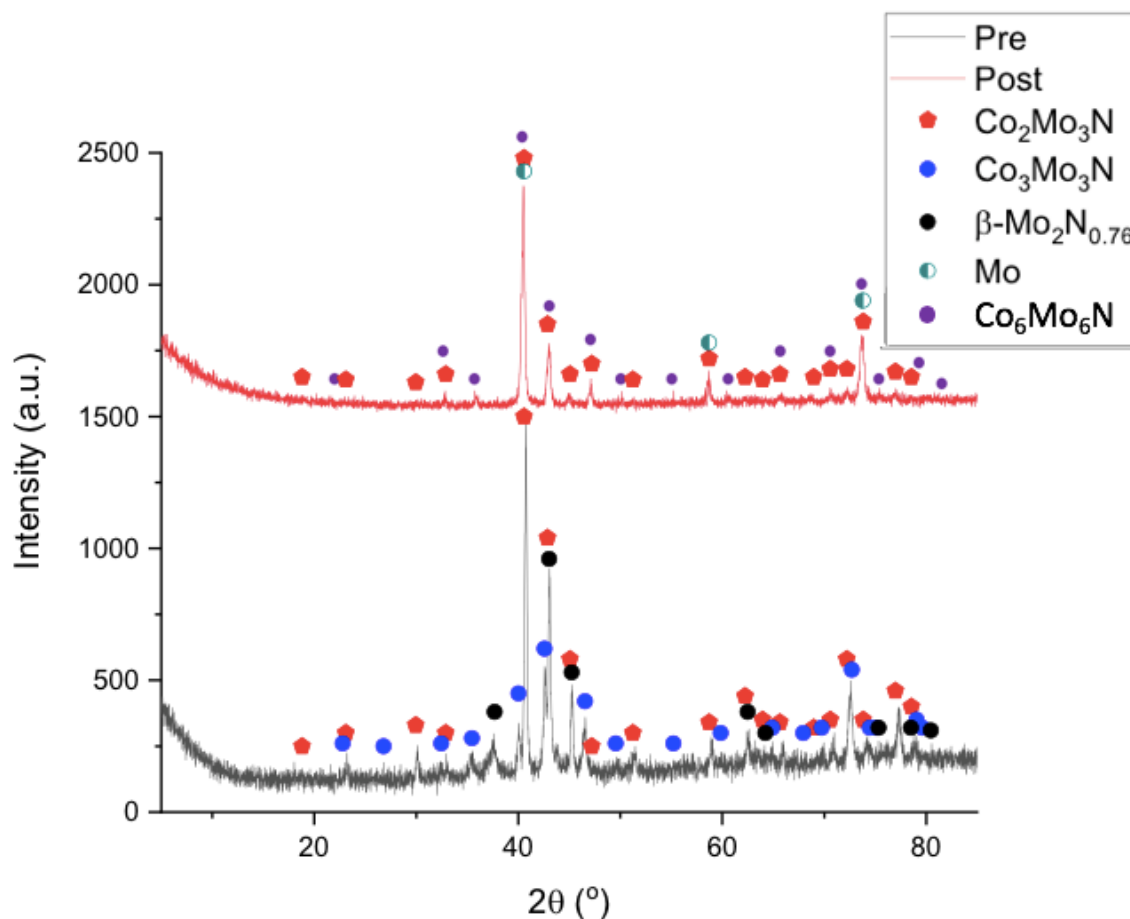 Pre
Post
Co₂Mo₃N
Co₃Mo₃N
β-Mo₂N₀.₇₆
Mo
Co₆Mo₆N
2500
2000
1500
1000
500
0
20
40
60
80
Intensity (a.u.)
2θ (°)